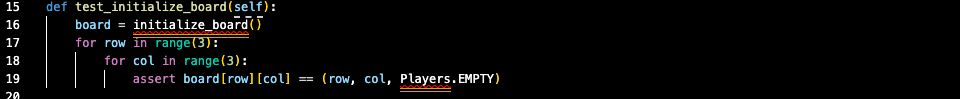 15 def test_initialize_board(self):
16 board = initialize_board()
17 for row in range(3):
18 for col in range(3):
19 assert board[row][col] == (row, col, Players.EMPTY)
20